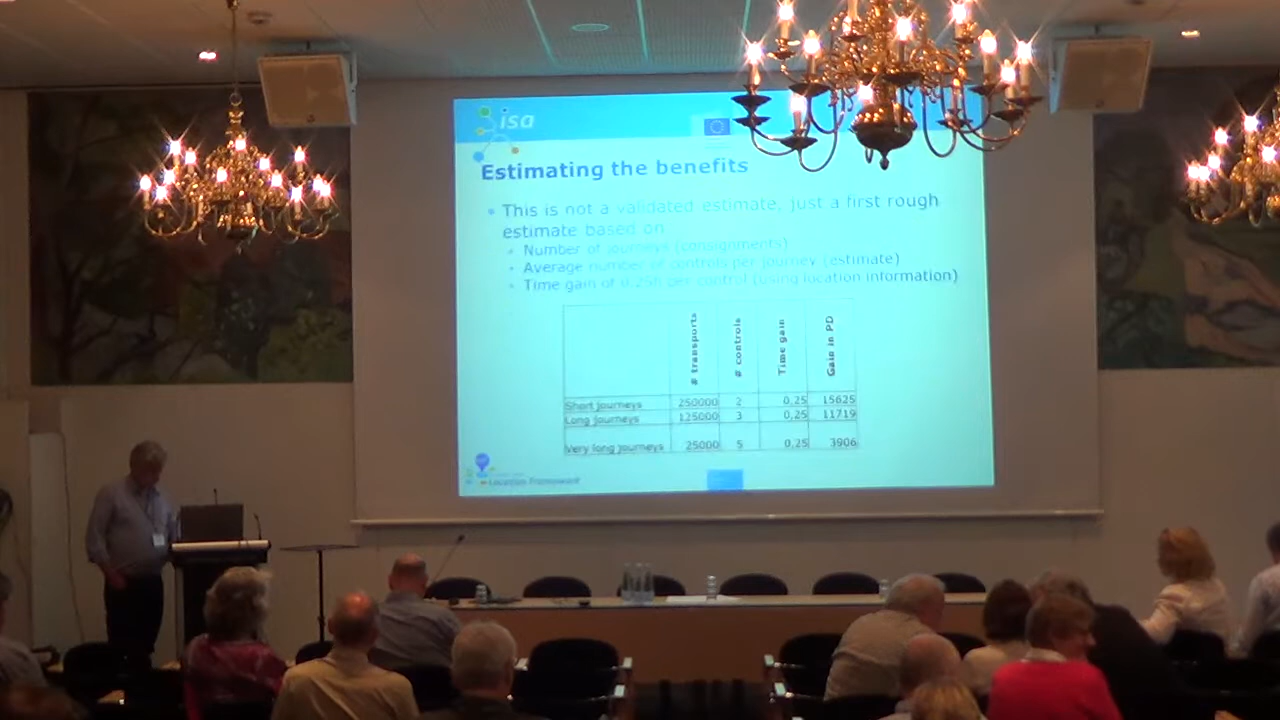 isa
Estimating the benefits
• This is not a validated estimate, just a first rough
estimate based on
• Number of journeys (consignments)
• Average number of controls per journey (estimate)
• Time gain of 0.25h per control (using location information)
# transports # controls Time gain Gain in PD
Short journeys 250000 2 0,25 15625
Long journeys 125000 3 0,25 11719
Very long journeys 25000 5 0,25 3906
Location Framework